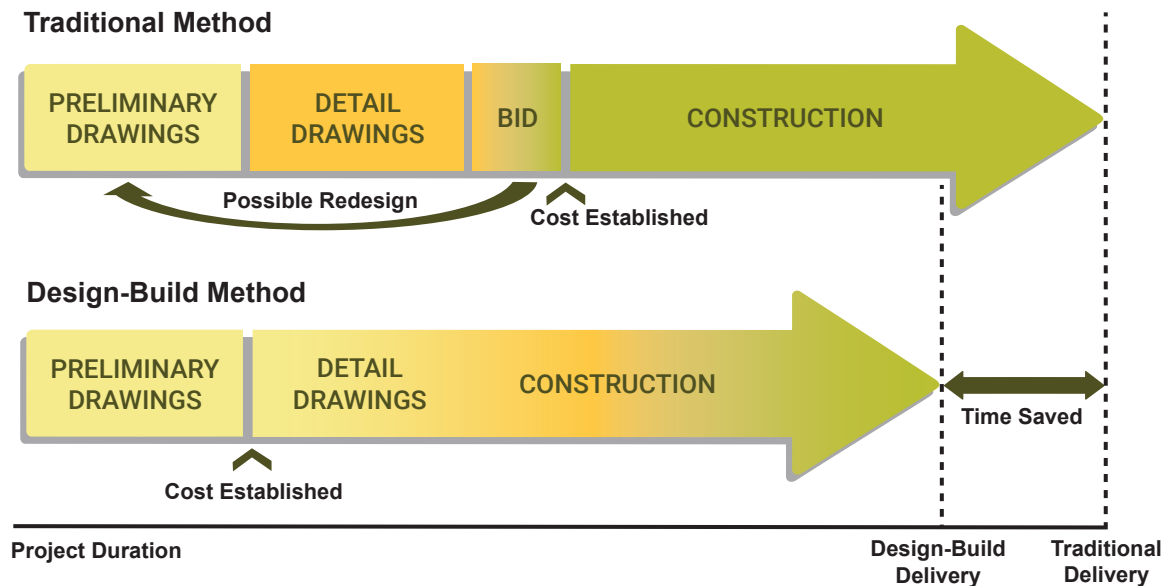 Traditional Method
PRELIMINARY
DRAWINGS
DETAIL
DRAWINGS
BID
CONSTRUCTION
Possible Redesign
Cost Established
Design-Build Method
PRELIMINARY
DRAWINGS
DETAIL
DRAWINGS
CONSTRUCTION
Time Saved
Cost Established
Project Duration
Design-Build
Delivery
Traditional
Delivery